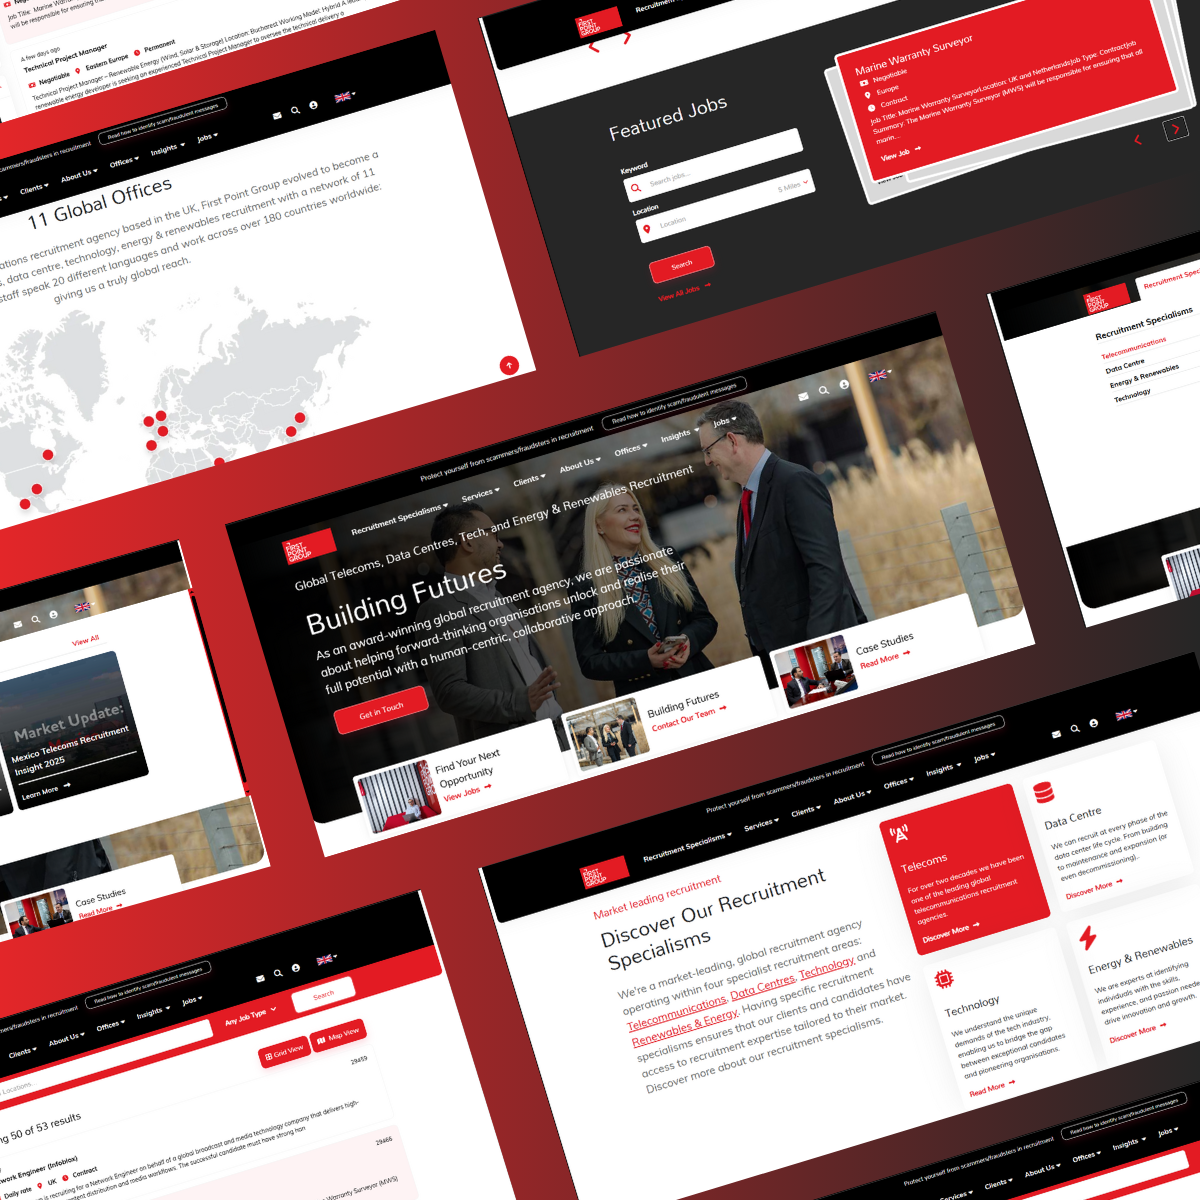 Job Title: Marine Warranty
will be responsible for ensuring that
A few days ago
Technical Project Manager
Negotiable Eastern Europe Permanent
Technical Project Manager – Renewable Energy (Wind, Solar & Storage) Location: Bucharest Working Model: Hybrid A
renewable energy developer is seeking an experienced Technical Project Manager to oversee the technical delivery o
scammers/fraudsters in recruitment Read how to identify scam/fraudulent messages
Clients About Us Offices Insights Jobs
11 Global Offices
recruitment agency based in the UK, First Point Group evolved to become a
data centre, technology, energy & renewables recruitment with a network of 11
staff speak 20 different languages and work across over 180 countries worldwide:
giving us a truly global reach.
FIRST
POINT
GROUP
Featured Jobs
Keyword
Search jobs...
Location
Location 5 Miles
Search
View All Jobs
Marine Warranty Surveyor
Negotiable
Europe
Contract
Job Title: Marine Warranty SurveyorLocation: UK and NetherlandsJob Type: ContractJob
Summary: The Marine Warranty Surveyor (MWS) will be responsible for ensuring that all
marin...
View Job
FIRST
POINT
GROUP
Recruitment Specialisms
Telecommunications
Data Centre
Energy & Renewables
Technology
Protect yourself from scammers/fraudsters in recruitment Read how to identify scam/fraudulent messages
FIRST
POINT
GROUP
Recruitment Specialisms Services Clients About Us Offices Insights Jobs
Global Telecoms, Data Centres, Tech, and Energy & Renewables Recruitment
Building Futures
As an award-winning global recruitment agency, we are passionate
about helping forward-thinking organisations unlock and realise their
full potential with a human-centric, collaborative approach.
Get in Touch
Find Your Next
Opportunity
View Jobs
Building Futures
Contact Our Team
Case Studies
Read More
View All
Market Update:
Mexico Telecoms Recruitment
Insight 2025
Learn More
Case Studies
Read More
Protect yourself from scammers/fraudsters in recruitment Read how to identify scam/fraudulent messages
FIRST
POINT
GROUP
Recruitment Specialisms Services Clients About Us Offices Insights Jobs
Market leading recruitment
Discover Our Recruitment
Specialisms
We're a market-leading, global recruitment agency
operating within four specialist recruitment areas:
Telecommunications, Data Centres, Technology and
Renewables & Energy. Having specific recruitment
specialisms ensures that our clients and candidates have
access to recruitment expertise tailored to their market.
Discover more about our recruitment specialisms.
Telecoms
For over two decades we have been
one of the leading global
telecommunications recruitment
agencies.
Discover More
Data Centre
We can recruit at every phase of the
data center life cycle. From building
to maintenance and expansion (or
even decommissioning)..
Discover More
Technology
We understand the unique
demands of the tech industry,
enabling us to bridge the gap
between exceptional candidates
and pioneering organisations.
Read More
Energy & Renewables
We are experts at identifying
individuals with the skills,
experience, and passion
drive innovation and growth
Discover More
Read how to identify scam/fraudulent messages
Clients About Us Offices Insights Jobs
Any Job Type Search
Grid View Map View
50 of 53 results
29459
Engineer (Infoblox)
Daily rate UK Contract
is recruiting for a Network Engineer on behalf of a global broadcast and media technology company that delivers high-
content distribution and media workflows. The successful candidate must have strong
29466
Warranty Surveyor (MWS)
Protect yourself from scammers/fraudsters in recruitment Read how to identify scam/fraudulent messages
Services Clients About Us Offices Insights Jobs